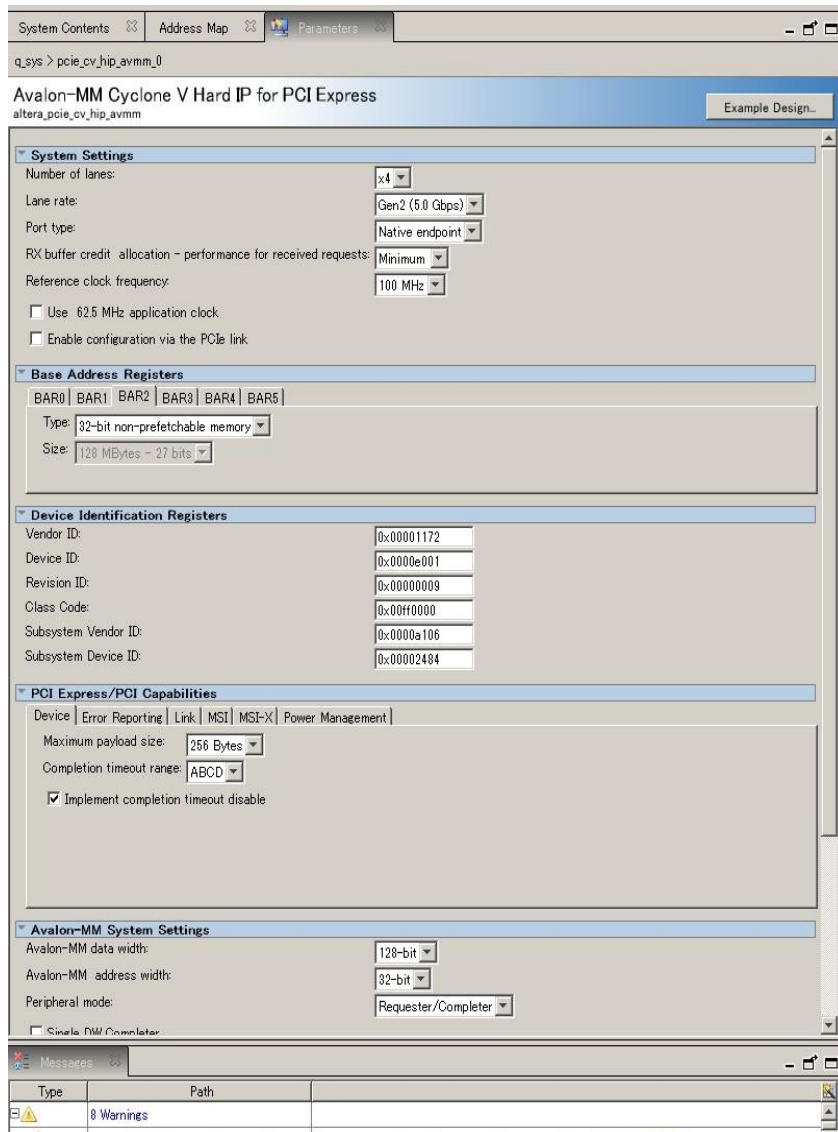 System Contents
Address Map
Parameters
q_sys > pcie_cv_hip_avmm_0
Avalon-MM Cyclone V Hard IP for PCI Express
altera_pcie_cv_hip_avmm
Example Design...
System Settings
Number of lanes: x4
Lane rate: Gen2 (5.0 Gbps)
Port type: Native endpoint
RX buffer credit allocation - performance for received requests: Minimum
Reference clock frequency: 100 MHz
Use 62.5 MHz application clock
Enable configuration via the PCIe link
Base Address Registers
BAR0 BAR1 BAR2 BAR3 BAR4 BAR5
Type: 32-bit non-prefetchable memory
Size: 128 MBytes - 27 bits
Device Identification Registers
Vendor ID: 0x00001172
Device ID: 0x0000e001
Revision ID: 0x00000009
Class Code: 0x00ff0000
Subsystem Vendor ID: 0x0000a106
Subsystem Device ID: 0x00002484
PCI Express/PCI Capabilities
Device Error Reporting Link MSI MSI-X Power Management
Maximum payload size: 256 Bytes
Completion timeout range: ABCD
Implement completion timeout disable
Avalon-MM System Settings
Avalon-MM data width: 128-bit
Avalon-MM address width: 32-bit
Peripheral mode: Requester/Completer
Single DW Completer
Messages
Type Path
8 Warnings